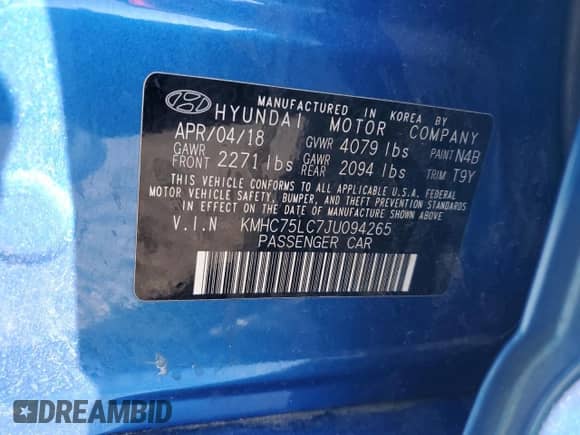 MANUFACTURED IN KOREA BY
HYUNDAI MOTOR COMPANY
APR/04/18 GVWR 4079 lbs PAINT N4B
GAWR FRONT 2271 lbs GAWR REAR 2094 lbs TRIM T9Y
THIS VEHICLE CONFORMS TO ALL APPLICABLE U.S.A. FEDERAL
MOTOR VEHICLE SAFETY, BUMPER, AND THEFT PREVENTION STANDARDS
IN EFFECT ON THE DATE OF MANUFACTURE SHOWN ABOVE.
V.I.N KMHC75LC7JU094265
PASSENGER CAR
DREAMBID